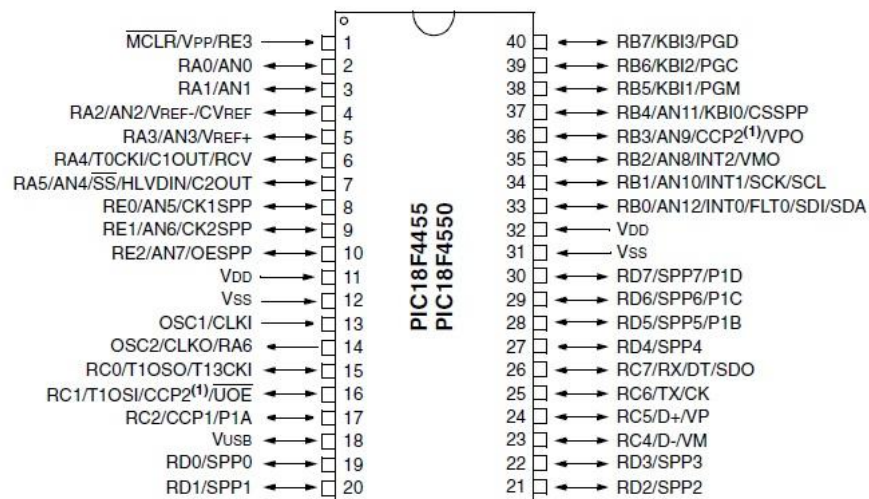 MCLR/VPP/RE3 1 40 RB7/KBI3/PGD
RA0/AN0 2 39 RB6/KBI2/PGC
RA1/AN1 3 38 RB5/KBI1/PGM
RA2/AN2/VREF-/CVREF 4 37 RB4/AN11/KBI0/CSSPP
RA3/AN3/VREF+ 5 36 RB3/AN9/CCP2(1)/VPO
RA4/T0CKI/C1OUT/RCV 6 35 RB2/AN8/INT2/VMO
RA5/AN4/SS/HLVDIN/C2OUT 7 34 RB1/AN10/INT1/SCK/SCL
RE0/AN5/CK1SPP 8 33 RB0/AN12/INT0/FLT0/SDI/SDA
RE1/AN6/CK2SPP 9 32 VDD
RE2/AN7/OESPP 10 31 VSS
VDD 11 30 RD7/SPP7/P1D
VSS 12 29 RD6/SPP6/P1C
OSC1/CLKI 13 28 RD5/SPP5/P1B
OSC2/CLKO/RA6 14 27 RD4/SPP4
RC0/T1OSO/T13CKI 15 26 RC7/RX/DT/SDO
RC1/T1OSI/CCP2(1)/UOE 16 25 RC6/TX/CK
RC2/CCP1/P1A 17 24 RC5/D+/VP
VUSB 18 23 RC4/D-/VM
RD0/SPP0 19 22 RD3/SPP3
RD1/SPP1 20 21 RD2/SPP2
PIC18F4455
PIC18F4550